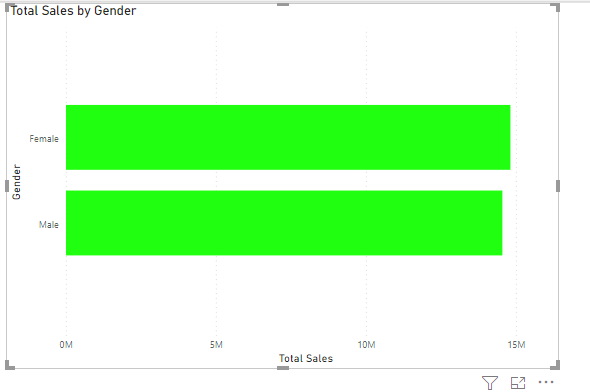 Total Sales by Gender
Female
Gender
Male
0M 5M 10M 15M
Total Sales